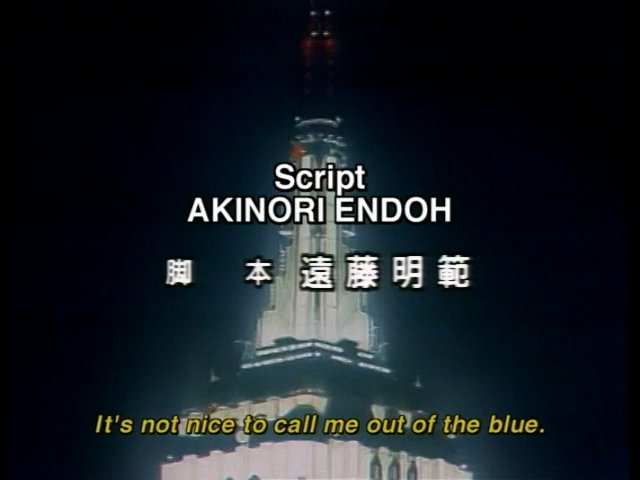 Script
AKINORI ENDOH
脚 本 遠藤明範
It's not nice to call me out of the blue.